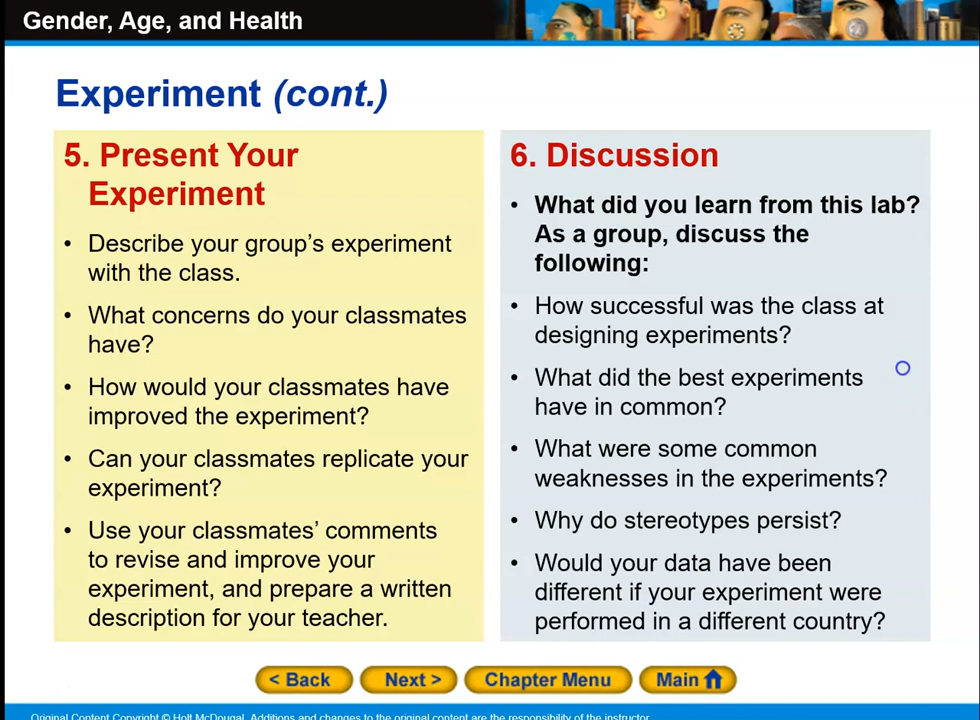 Gender, Age, and Health
Experiment (cont.)
5. Present Your
Experiment
• Describe your group’s experiment
with the class.
• What concerns do your classmates
have?
• How would your classmates have
improved the experiment?
• Can your classmates replicate your
experiment?
• Use your classmates’ comments
to revise and improve your
experiment, and prepare a written
description for your teacher.
6. Discussion
• What did you learn from this lab?
As a group, discuss the
following:
• How successful was the class at
designing experiments?
• What did the best experiments
have in common?
• What were some common
weaknesses in the experiments?
• Why do stereotypes persist?
• Would your data have been
different if your experiment were
performed in a different country?
< Back
Next >
Chapter Menu
Main
Original Content Copyright © Holt McDougal. Additions and changes to the original content are the responsibility of the instructor.